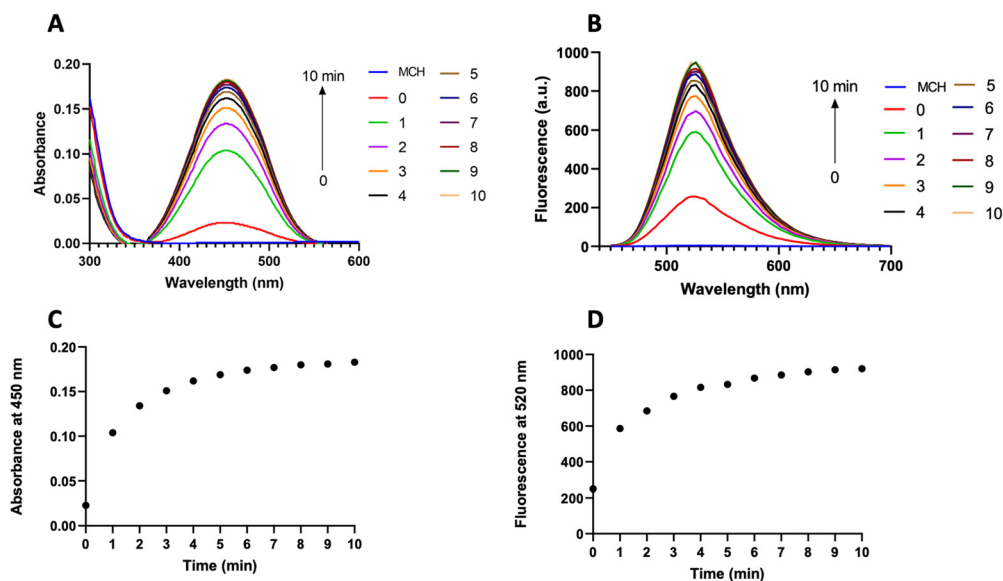 A
Absorbance
0.20
0.15
0.10
0.05
0.00
300
400
500
600
Wavelength (nm)
10 min
0
MCH
0
1
2
3
4
5
6
7
8
9
10
B
Fluorescence (a.u.)
1000
800
600
400
200
0
500
600
700
Wavelength (nm)
10 min
0
MCH
0
1
2
3
4
5
6
7
8
9
10
C
Absorbance at 450 nm
0.20
0.15
0.10
0.05
0.00
0 1 2 3 4 5 6 7 8 9 10
Time (min)
D
Fluorescence at 520 nm
1000
800
600
400
200
0
0 1 2 3 4 5 6 7 8 9 10
Time (min)